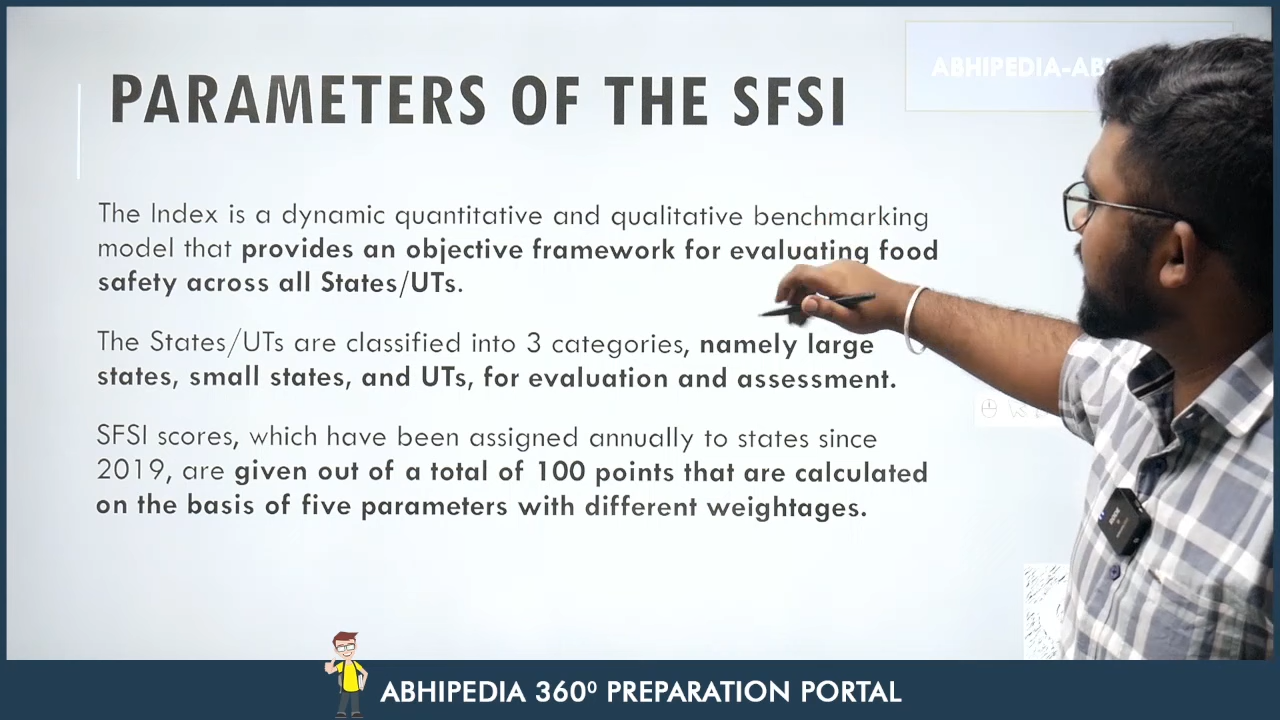 ABHIPEDIA-AB
PARAMETERS OF THE SFSI
The Index is a dynamic quantitative and qualitative benchmarking
model that provides an objective framework for evaluating food
safety across all States/UTs.
The States/UTs are classified into 3 categories, namely large
states, small states, and UTs, for evaluation and assessment.
SFSI scores, which have been assigned annually to states since
2019, are given out of a total of 100 points that are calculated
on the basis of five parameters with different weightages.
ABHIPEDIA 360⁰ PREPARATION PORTAL